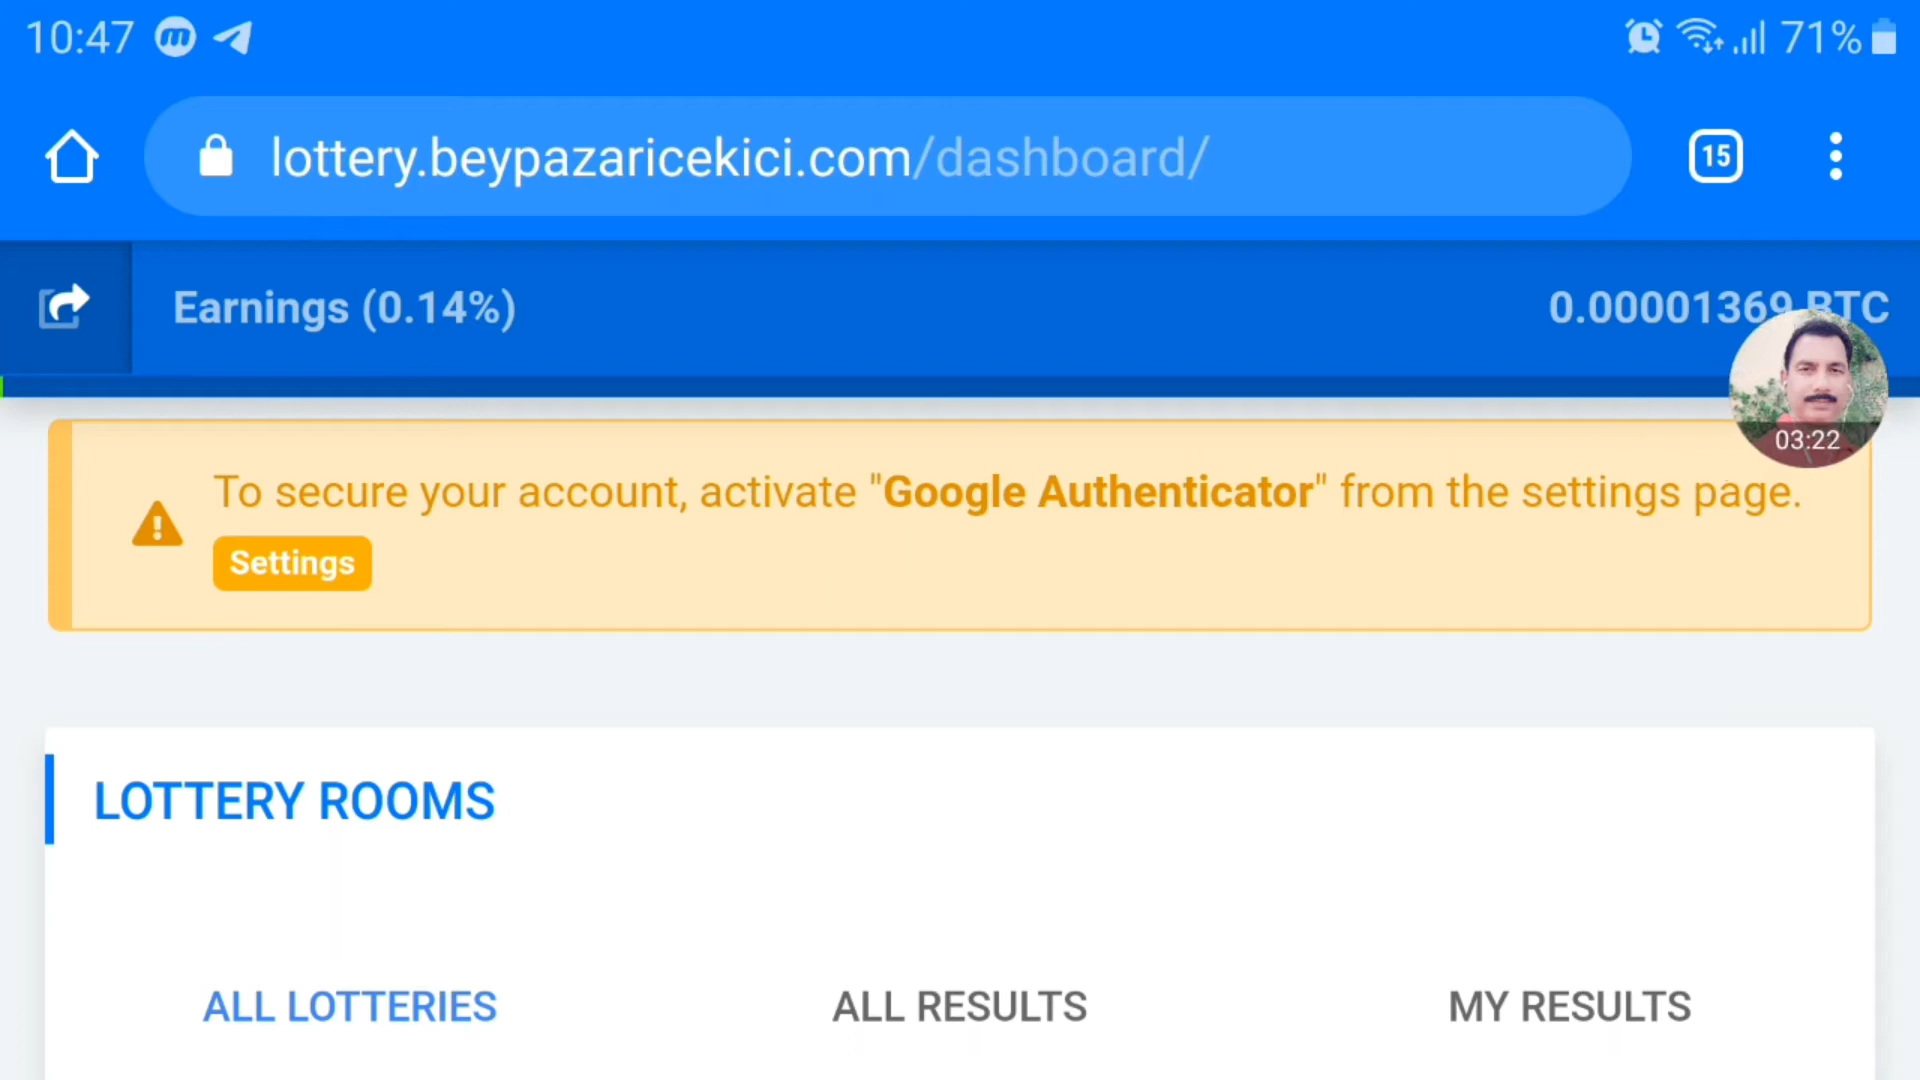 10:47
71%
lottery.beypazaricekici.com/dashboard/
15
Earnings (0.14%)
0.00001369 BTC
03:22
To secure your account, activate "Google Authenticator" from the settings page.
Settings
LOTTERY ROOMS
ALL LOTTERIES
ALL RESULTS
MY RESULTS